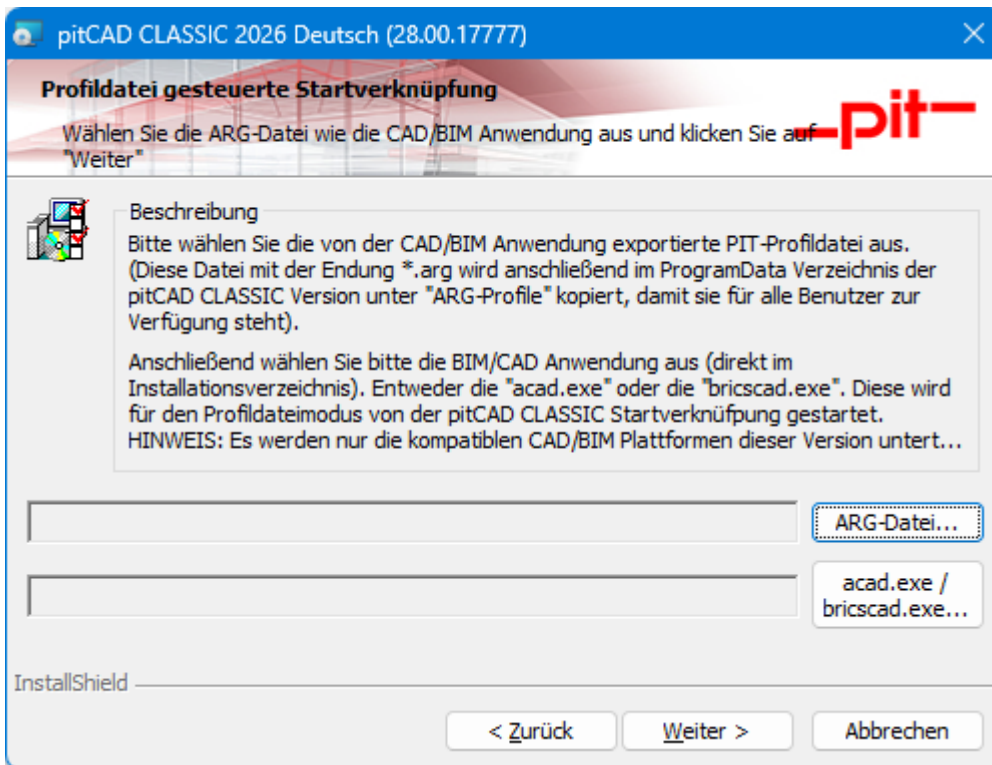 pitCAD CLASSIC 2026 Deutsch (28.00.17777)
Profildatei gesteuerte Startverknüpfung
Wählen Sie die ARG-Datei wie die CAD/BIM Anwendung aus und klicken Sie auf
"Weiter"
pit
Beschreibung
Bitte wählen Sie die von der CAD/BIM Anwendung exportierte PIT-Profildatei aus.
(Diese Datei mit der Endung *.arg wird anschließend im ProgramData Verzeichnis der
pitCAD CLASSIC Version unter "ARG-Profile" kopiert, damit sie für alle Benutzer zur
Verfügung steht).
Anschließend wählen Sie bitte die BIM/CAD Anwendung aus (direkt im
Installationsverzeichnis). Entweder die "acad.exe" oder die "bricscad.exe". Diese wird
für den Profildateimodus von der pitCAD CLASSIC Startverknüfpung gestartet.
HINWEIS: Es werden nur die kompatiblen CAD/BIM Plattformen dieser Version untert...
ARG-Datei...
acad.exe /
bricscad.exe...
InstallShield
< Zurück
Weiter >
Abbrechen